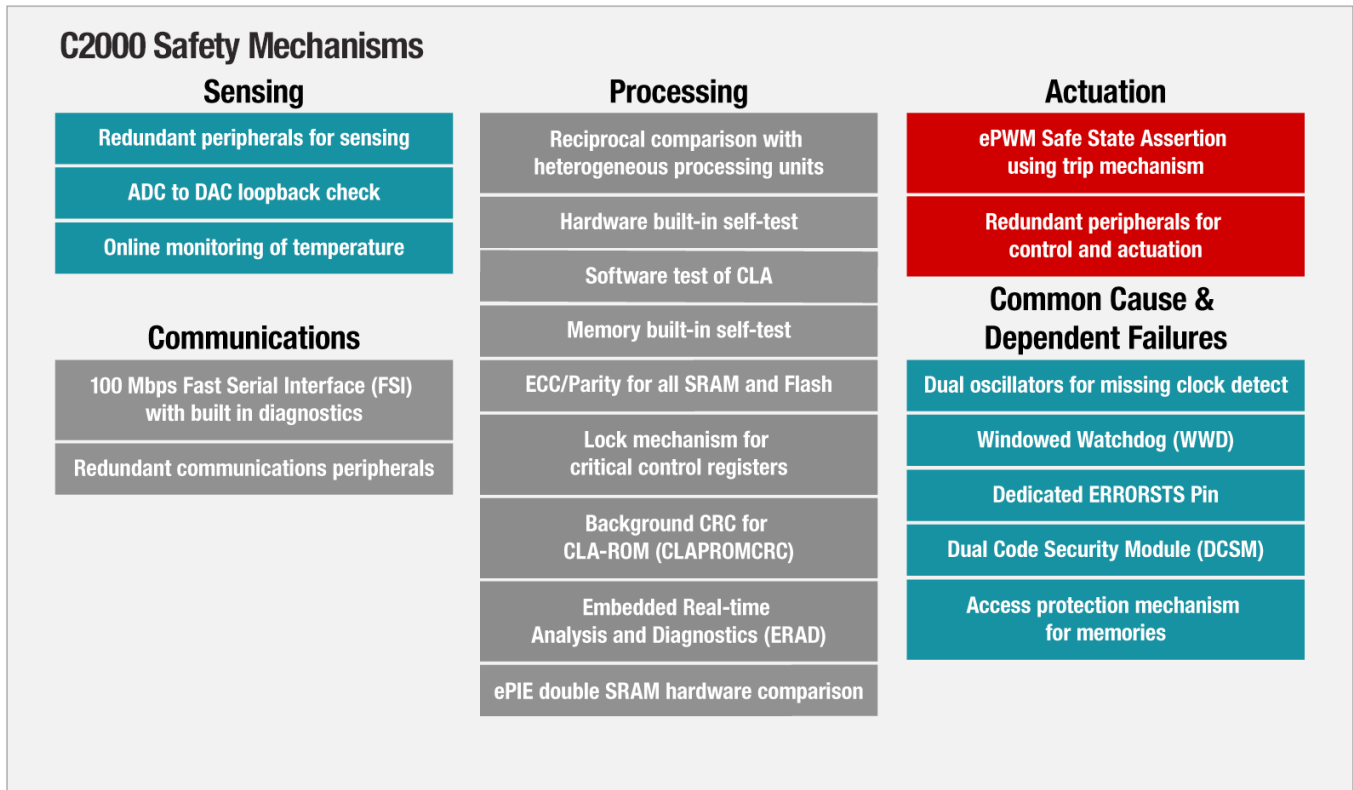 C2000 Safety Mechanisms
Sensing
Redundant peripherals for sensing
ADC to DAC loopback check
Online monitoring of temperature
Communications
100 Mbps Fast Serial Interface (FSI)
with built in diagnostics
Redundant communications peripherals
Processing
Reciprocal comparison with
heterogeneous processing units
Hardware built-in self-test
Software test of CLA
Memory built-in self-test
ECC/Parity for all SRAM and Flash
Lock mechanism for
critical control registers
Background CRC for
CLA-ROM (CLAPROMCRC)
Embedded Real-time
Analysis and Diagnostics (ERAD)
ePIE double SRAM hardware comparison
Actuation
ePWM Safe State Assertion
using trip mechanism
Redundant peripherals for
control and actuation
Common Cause &
Dependent Failures
Dual oscillators for missing clock detect
Windowed Watchdog (WWD)
Dedicated ERRORSTS Pin
Dual Code Security Module (DCSM)
Access protection mechanism
for memories